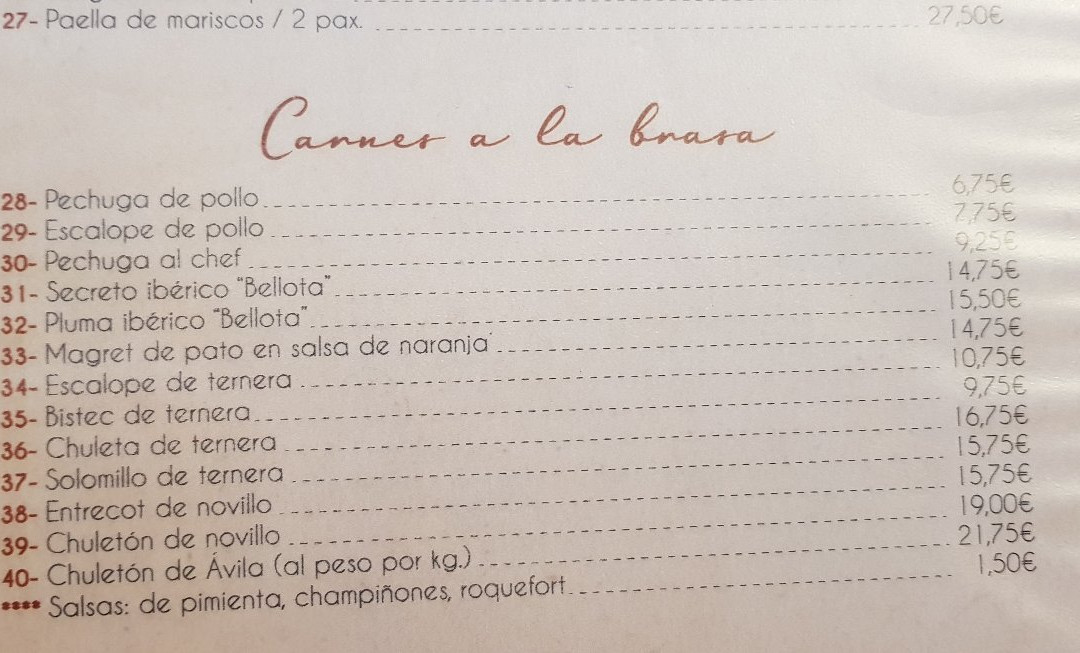 27- Paella de mariscos / 2 pax. 27,50€
Carnes a la brasa
28- Pechuga de pollo 6,75€
29- Escalope de pollo 7,75€
30- Pechuga al chef 9,25€
31- Secreto ibérico "Bellota" 14,75€
32- Pluma ibérico "Bellota" 15,50€
33- Magret de pato en salsa de naranja 14,75€
34- Escalope de ternera 10,75€
35- Bistec de ternera 9,75€
36- Chuleta de ternera 16,75€
37- Solomillo de ternera 15,75€
38- Entrecot de novillo 15,75€
39- Chuletón de novillo 19,00€
40- Chuletón de Ávila (al peso por kg.) 21,75€
**** Salsas: de pimienta, champiñones, roquefort 1,50€